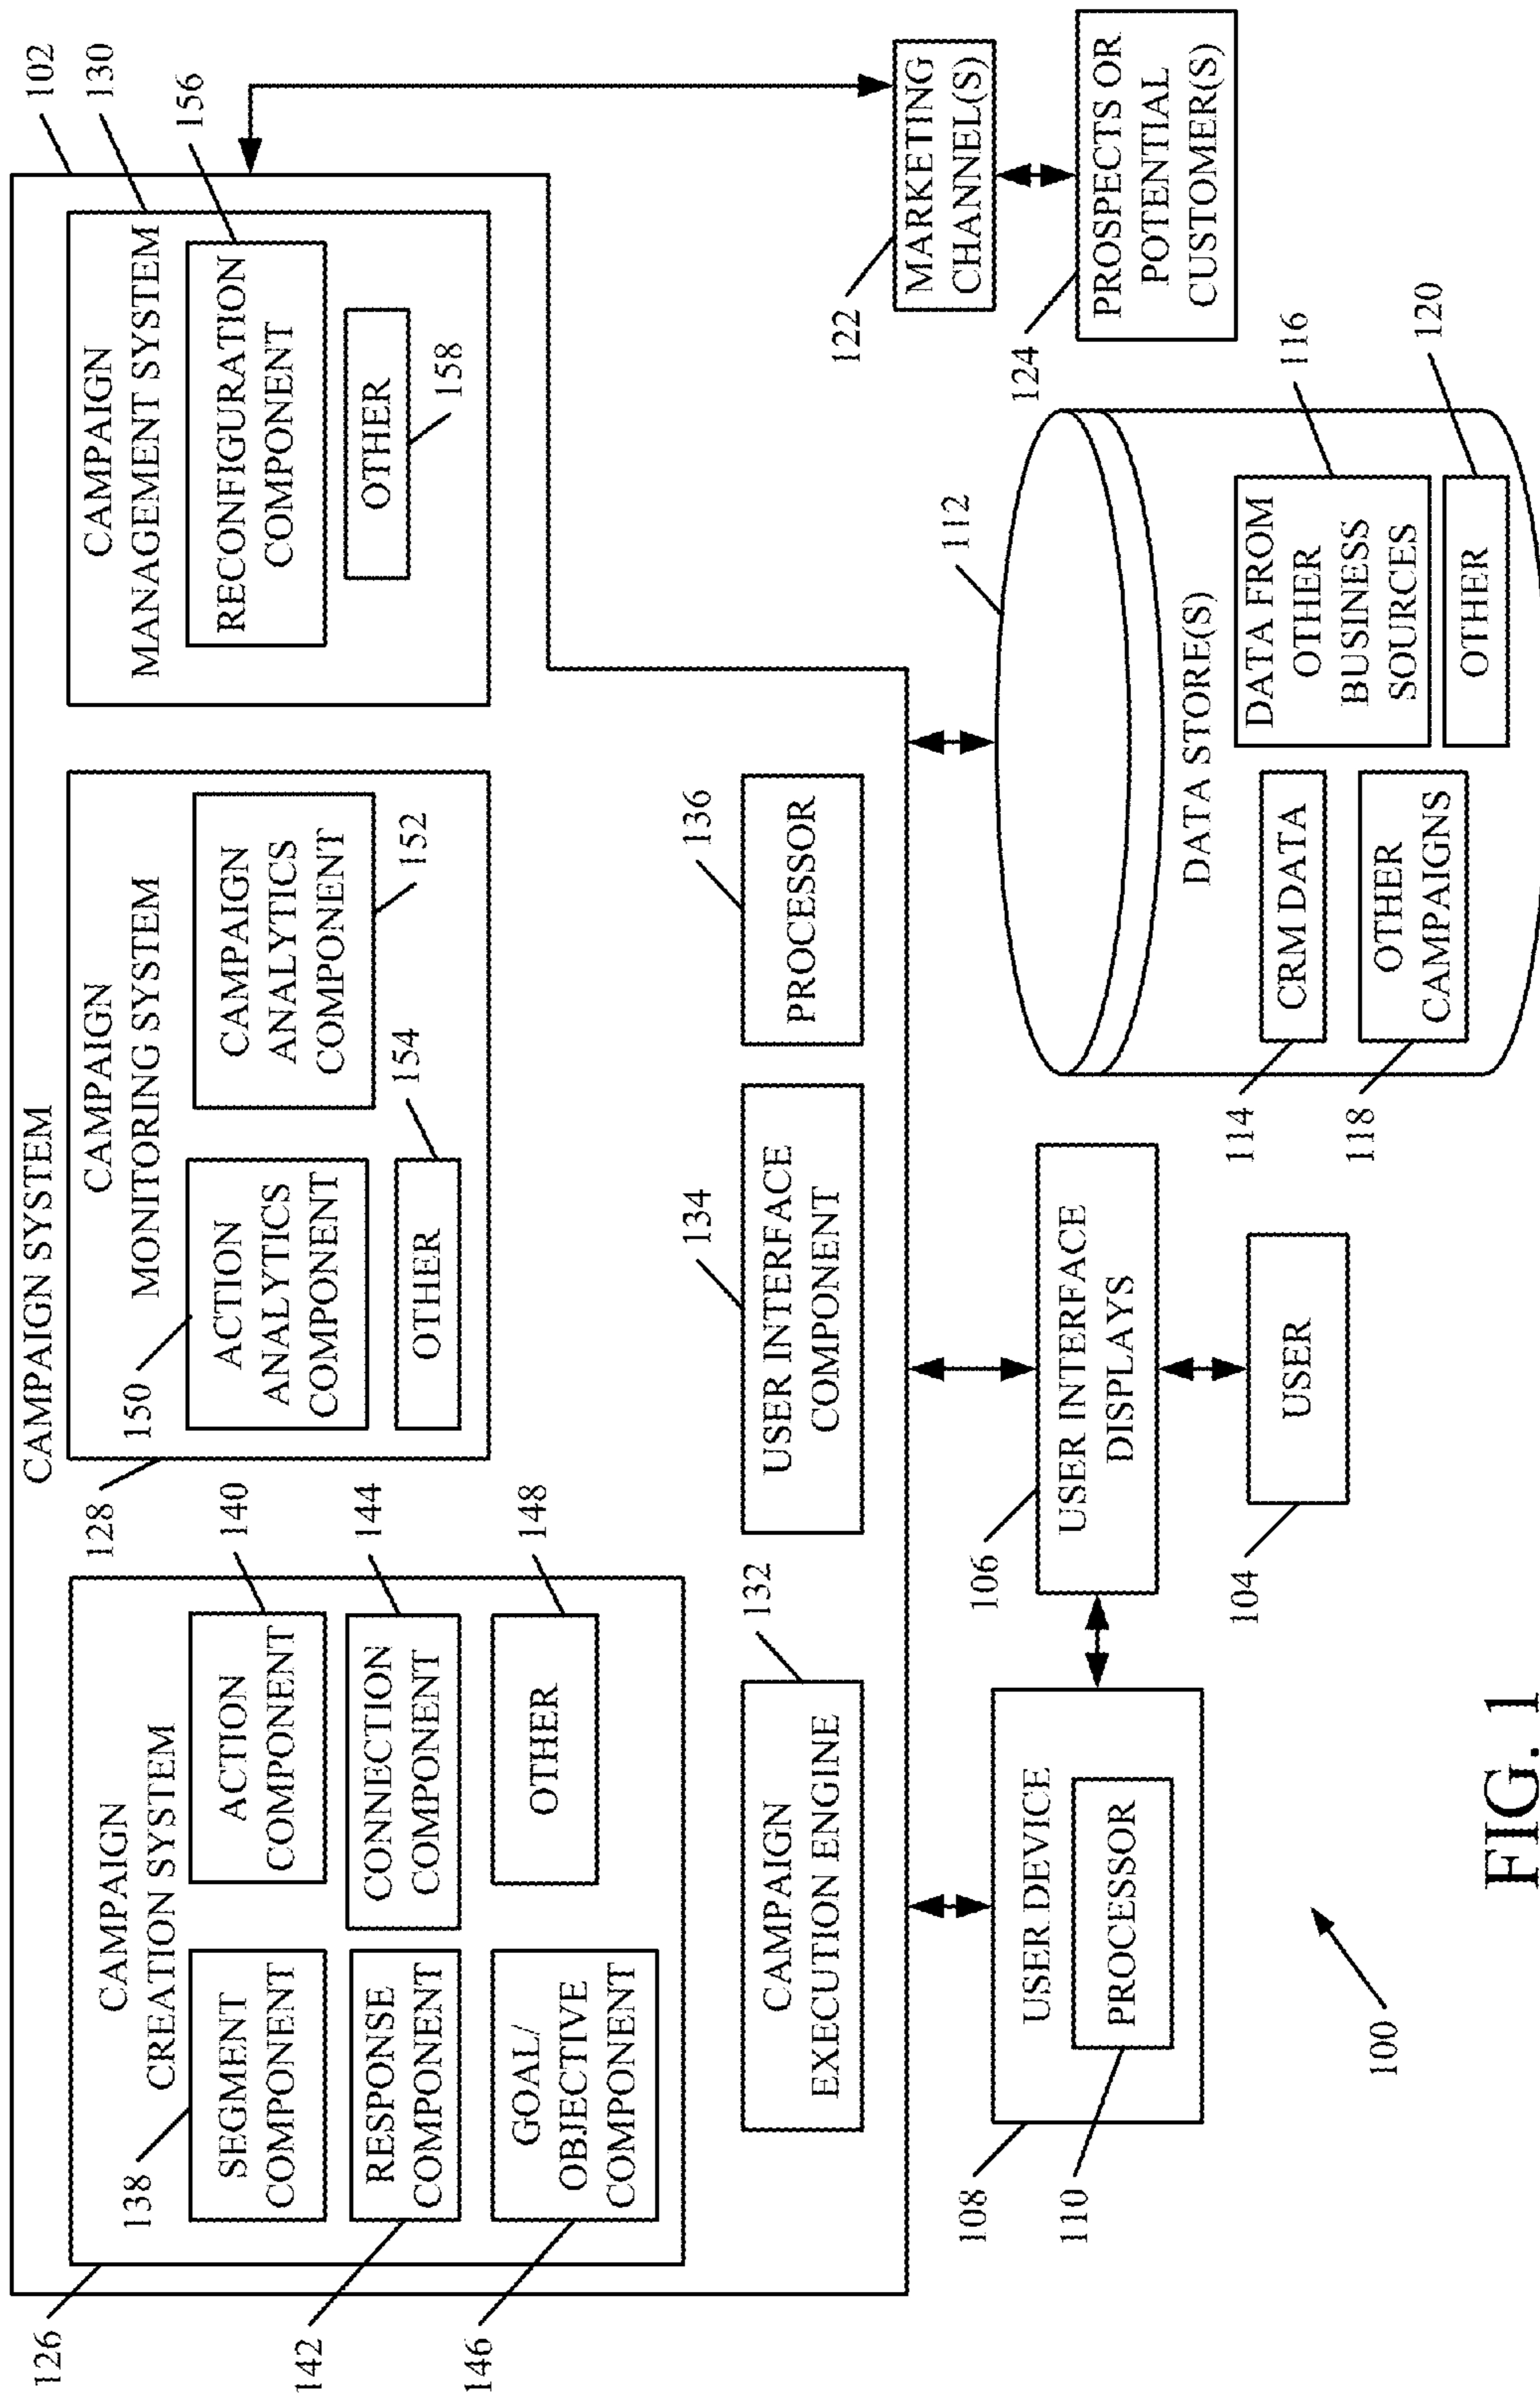 CAMPAIGN SYSTEM
102
126
CAMPAIGN
CREATION SYSTEM
138
SEGMENT
COMPONENT
ACTION
COMPONENT
140
142
RESPONSE
COMPONENT
CONNECTION
COMPONENT
144
146
GOAL/
OBJECTIVE
COMPONENT
OTHER
148
128
CAMPAIGN
MONITORING SYSTEM
150
ACTION
ANALYTICS
COMPONENT
CAMPAIGN
ANALYTICS
COMPONENT
152
OTHER
154
CAMPAIGN
MANAGEMENT SYSTEM
130
RECONFIGURATION
COMPONENT
156
OTHER
158
CAMPAIGN
EXECUTION ENGINE
132
USER INTERFACE
COMPONENT
134
PROCESSOR
136
108
USER DEVICE
110
PROCESSOR
106
USER INTERFACE
DISPLAYS
104
USER
112
DATA STORE(S)
114
CRM DATA
DATA FROM
OTHER
BUSINESS
SOURCES
116
118
OTHER
CAMPAIGNS
OTHER
120
122
MARKETING
CHANNEL(S)
124
PROSPECTS OR
POTENTIAL
CUSTOMER(S)
100
FIG. 1